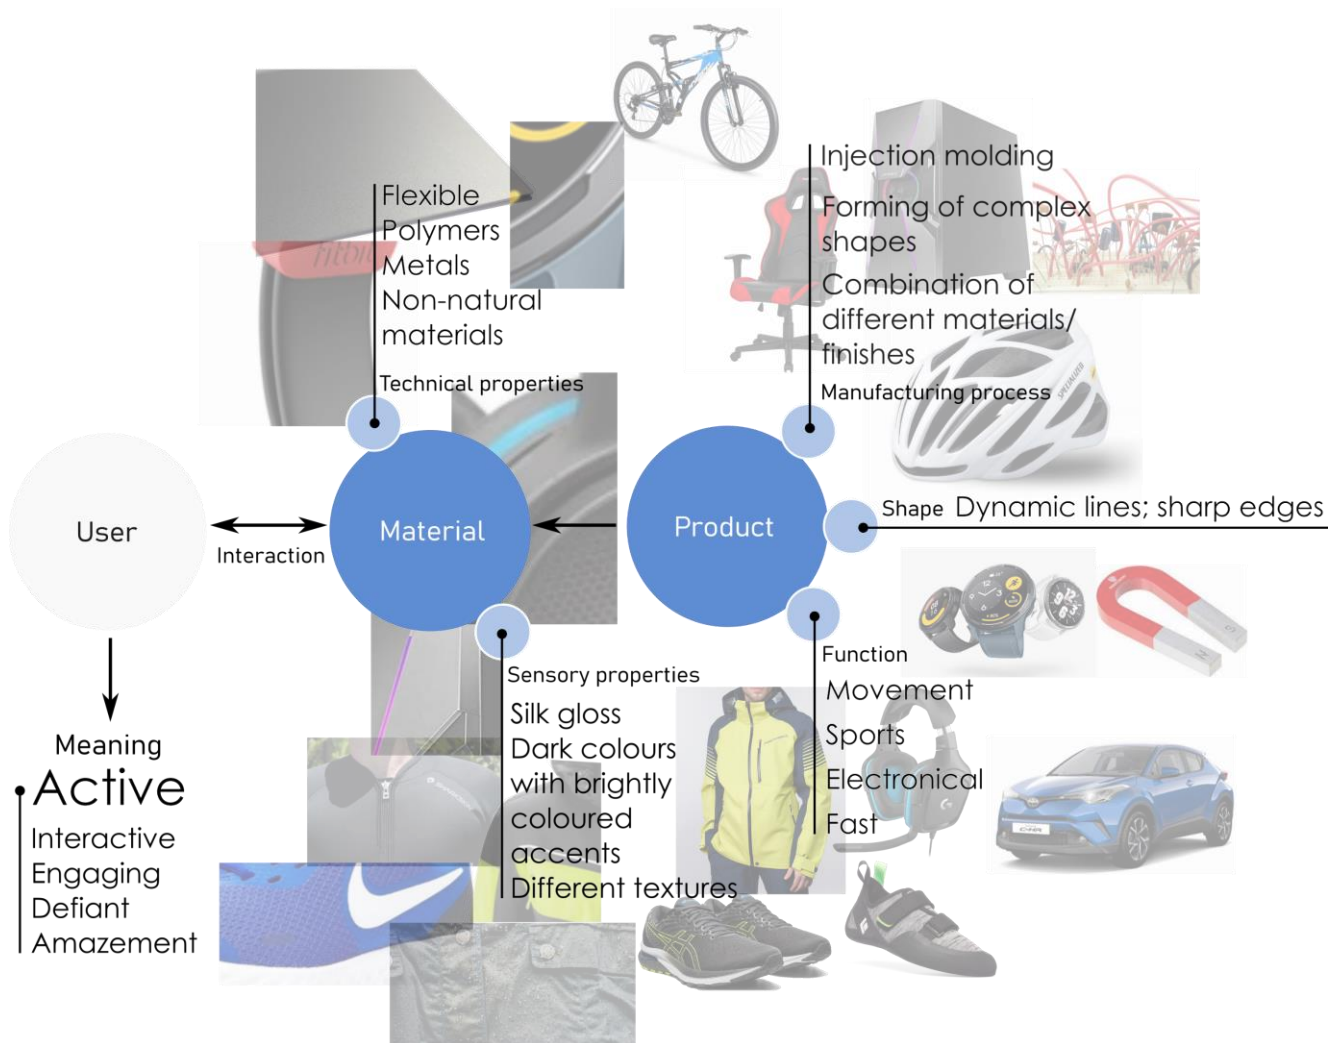 Injection molding
Forming of complex
shapes
Combination of
different materials/
finishes
Manufacturing process
Flexible
Polymers
Metals
Non-natural
materials
Technical properties
fitbit
SPECIALIZED
User
Interaction
Material
Product
Shape Dynamic lines; sharp edges
Meaning
Active
Interactive
Engaging
Defiant
Amazement
Sensory properties
Silk gloss
Dark colours
with brightly
coloured
accents
Different textures
Function
Movement
Sports
Electronical
Fast
N
S